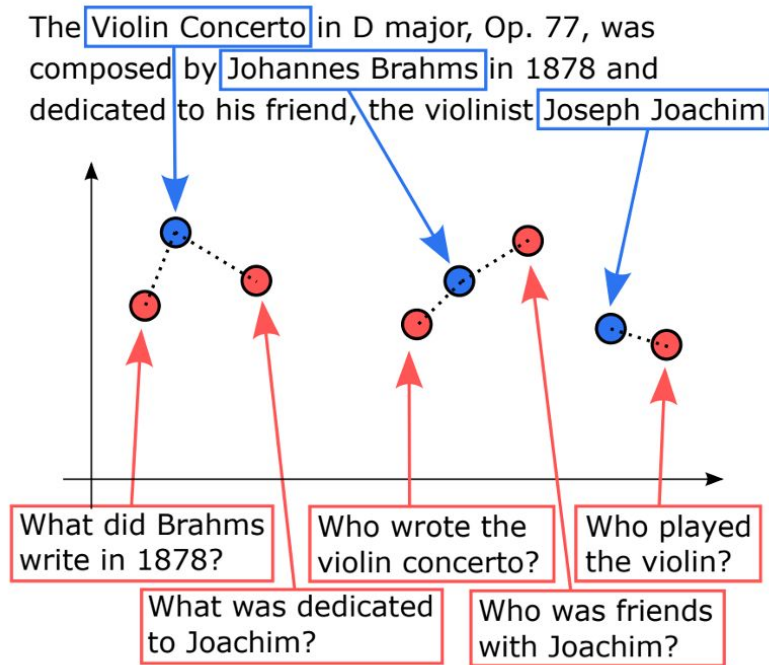 The Violin Concerto in D major, Op. 77, was
composed by Johannes Brahms in 1878 and
dedicated to his friend, the violinist Joseph Joachim
What did Brahms
write in 1878?
Who wrote the
violin concerto?
Who played
the violin?
What was dedicated
to Joachim?
Who was friends
with Joachim?